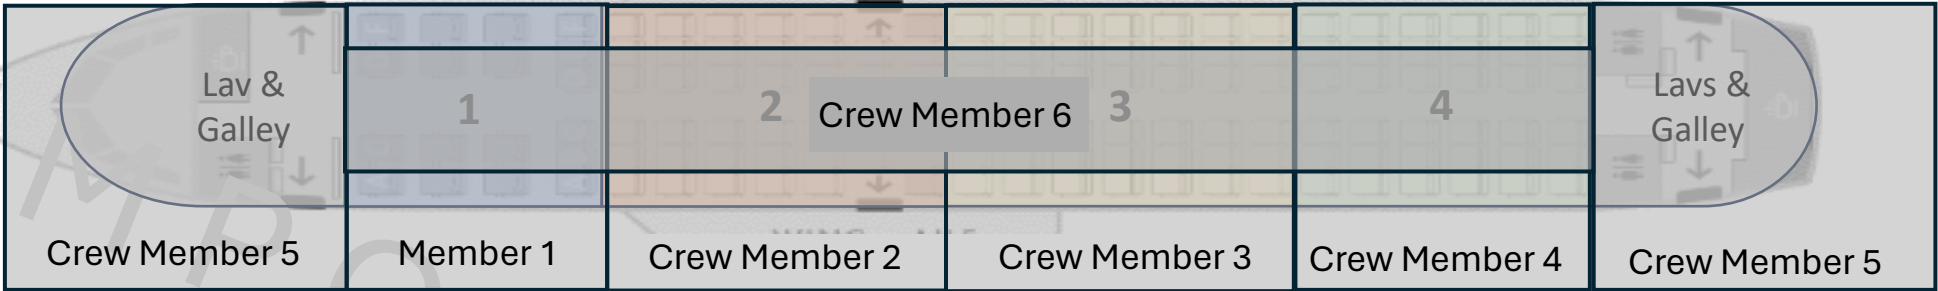 Lav &
Galley
1
2
Crew Member 6
3
4
Lavs &
Galley
Crew Member 5
Member 1
Crew Member 2
Crew Member 3
Crew Member 4
Crew Member 5